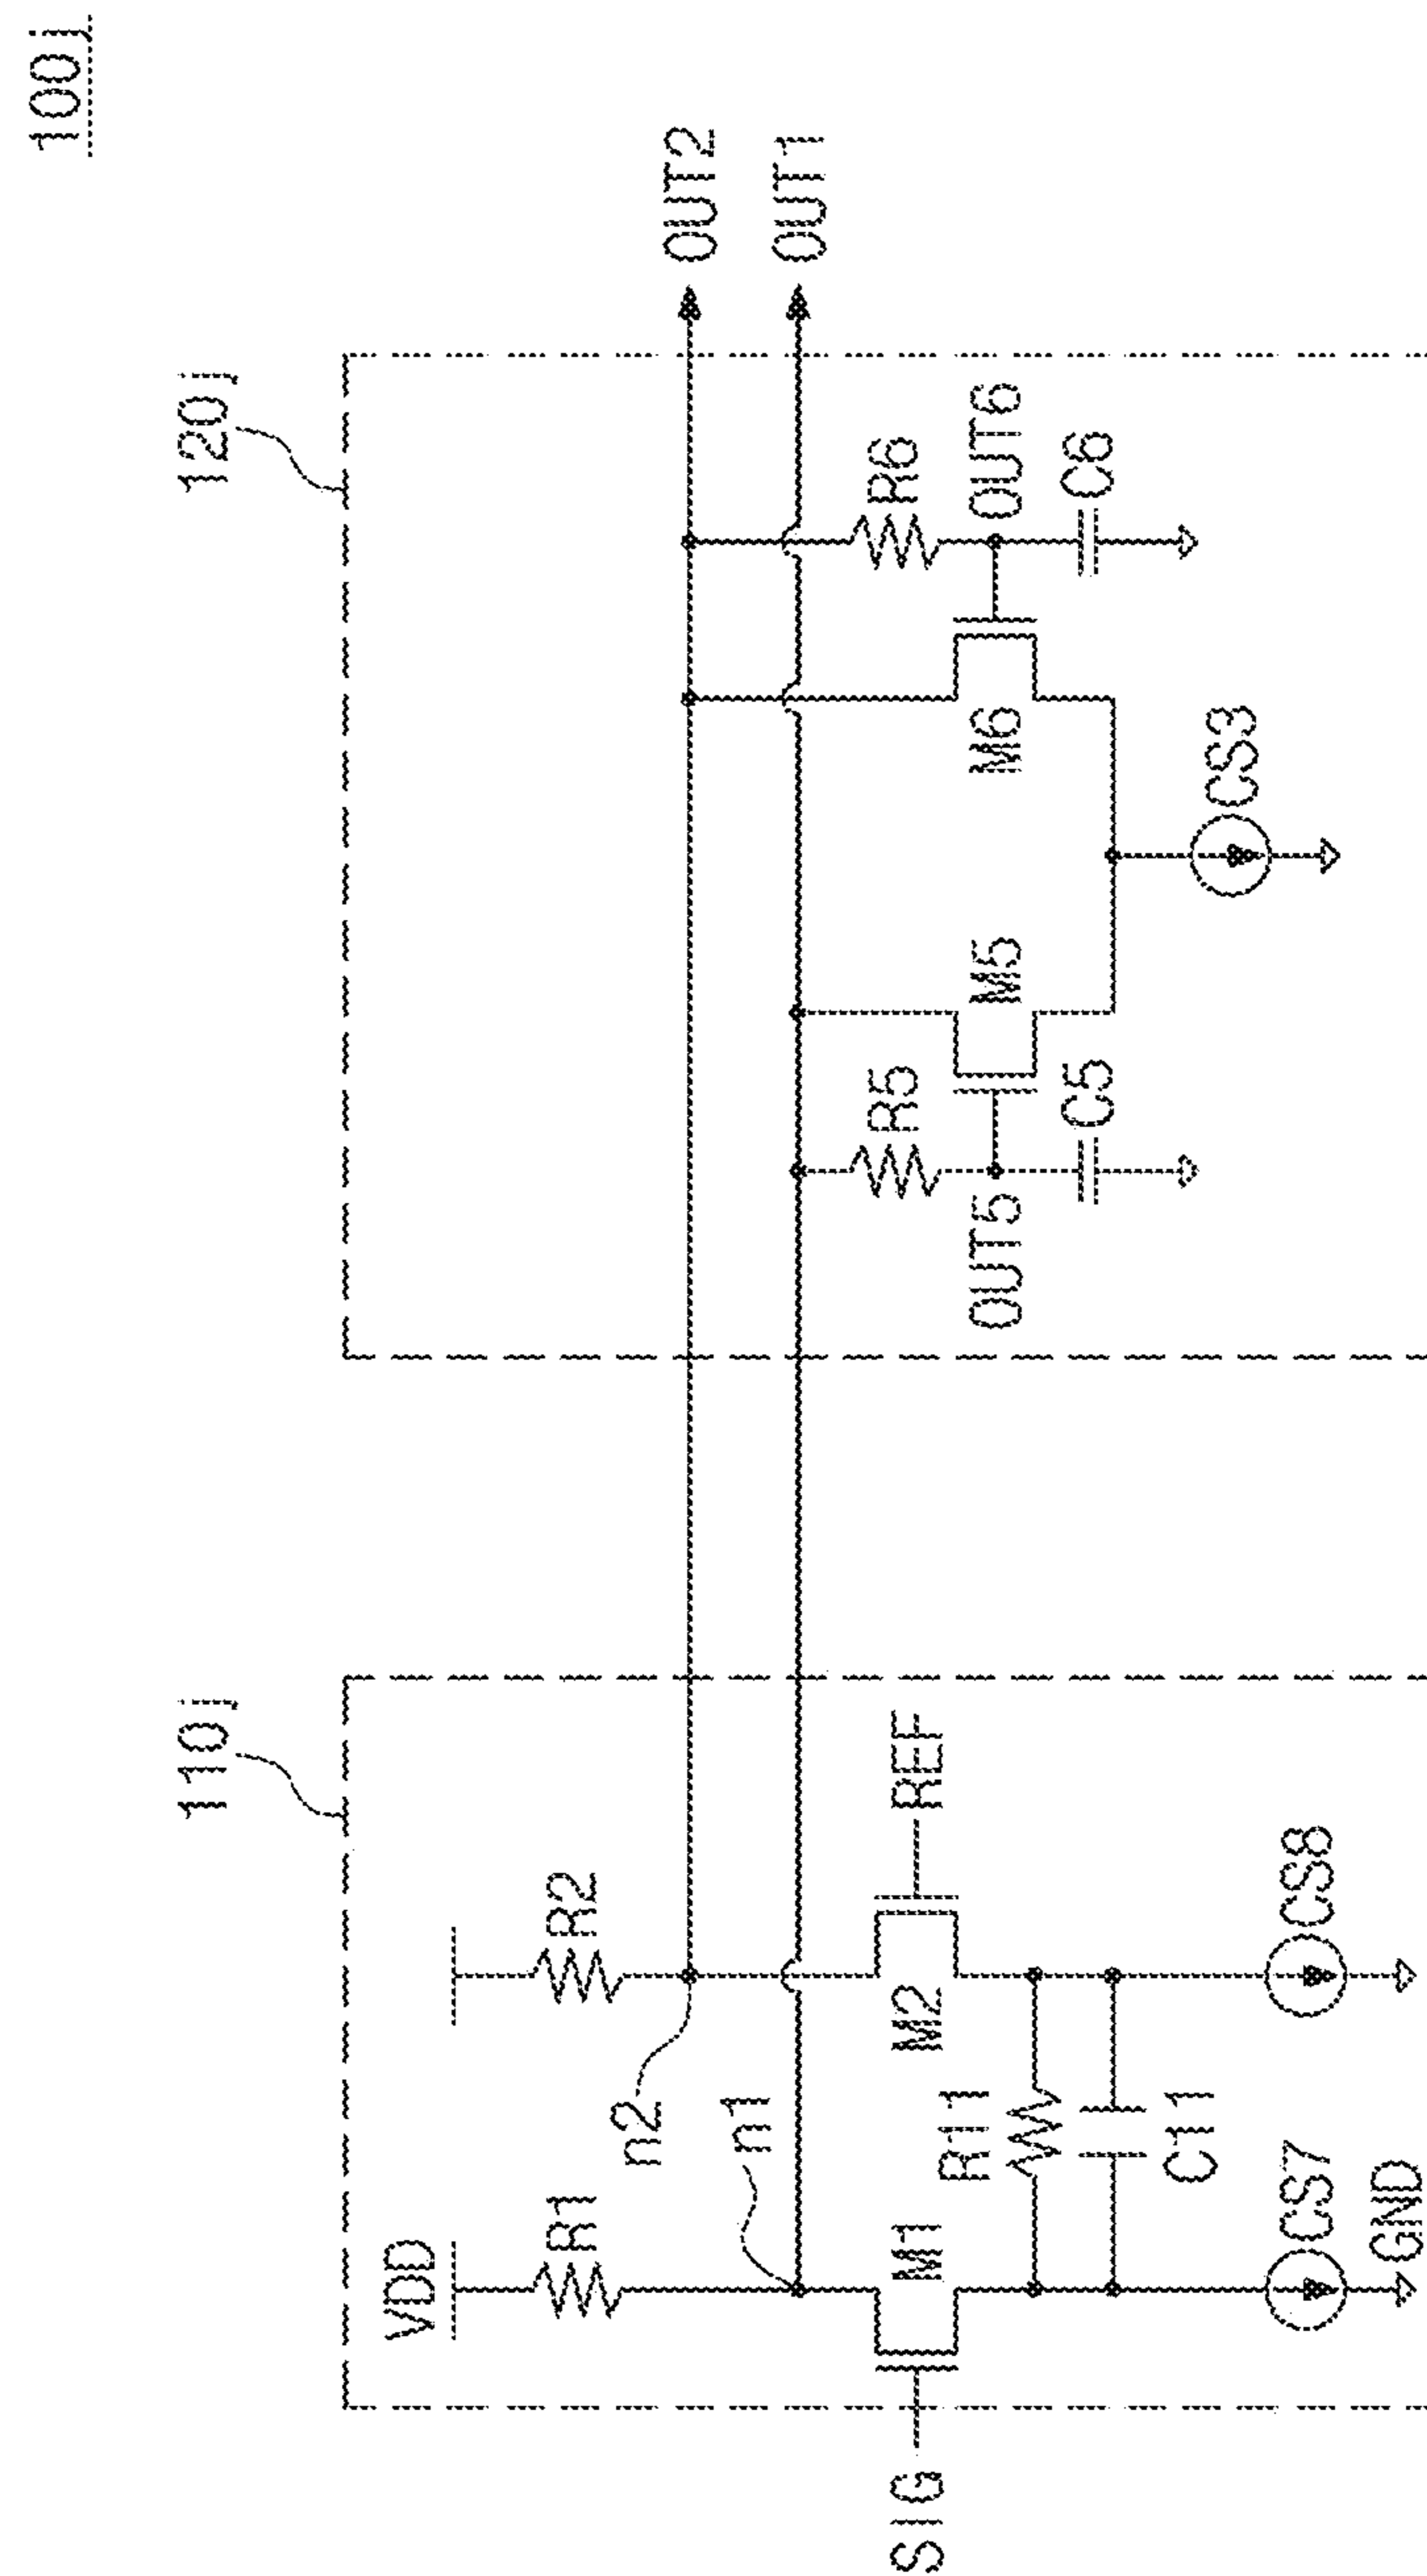 100j
110j
120j
VDD
R1
R2
n2
n1
OUT2
OUT1
SIG
M1
M2
REF
R11
C11
CS7
CS8
GND
R5
R6
OUT5
M5
M6
OUT6
C5
C6
CS3